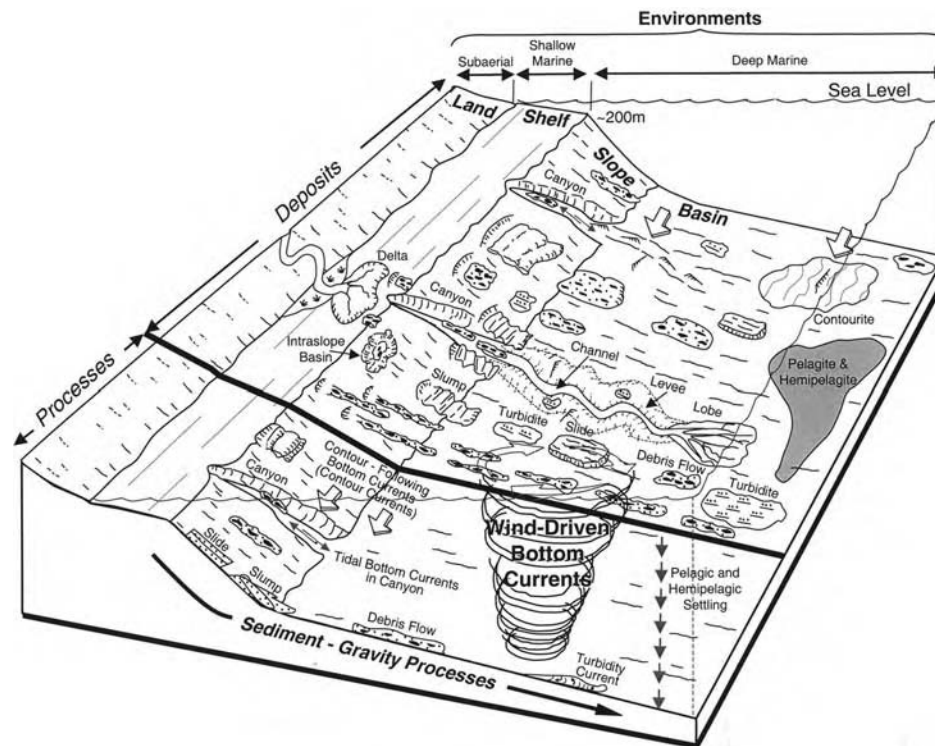 Environments
Subaerial
Shallow
Marine
Deep Marine
Sea Level
Land
Shelf
~200m
Slope
Canyon
Basin
Deposits
Delta
Canyon
Contourite
Intraslope
Basin
Channel
Pelagite &
Hemipelagite
Processes
Slump
Levee
Lobe
Turbidite
Slide
Debris Flow
Turbidite
Contour - Following
Bottom Currents
(Contour Currents)
Canyon
Wind-Driven
Bottom
Currents
Slide
Slump
Tidal Bottom Currents
in Canyon
Pelagic and
Hemipelagic
Settling
Debris Flow
Sediment - Gravity Processes
Turbidity
Current